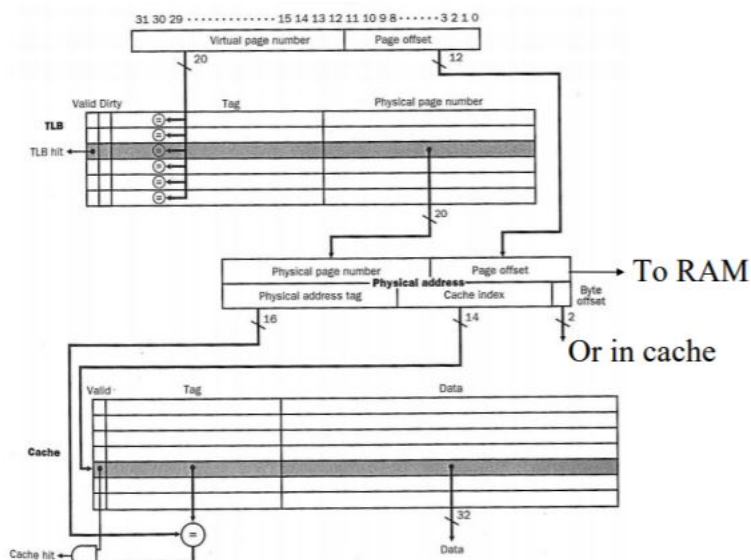 31 30 29 ·············· 15 14 13 12 11 10 9 8 ······ 3 2 1 0
Virtual page number Page offset
20 12
Valid Dirty Tag Physical page number
TLB
=
=
TLB hit =
=
=
=
20
Physical page number Page offset To RAM
Physical address
Physical address tag Cache index Byte
offset
16 14 2
Or in cache
Valid Tag Data
Cache
32
= Data
Cache hit